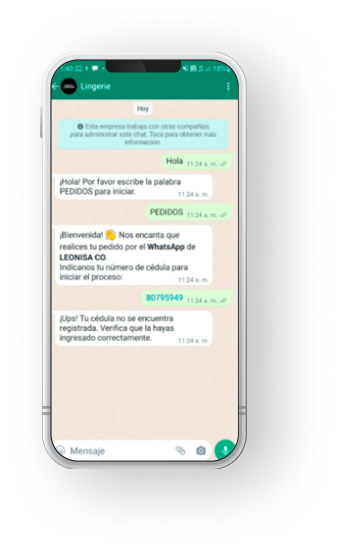 1:40 18%
Lingerie
Hoy
Esta empresa trabaja con otras compañías
para administrar este chat. Toca para obtener más
información.
Hola 11:24 a. m.
¡Hola! Por favor escribe la palabra
PEDIDOS para iniciar. 11:24 a. m.
PEDIDOS 11:24 a. m.
¡Bienvenida! 👋 Nos encanta que
realices tu pedido por el WhatsApp de
LEONISA CO.
Indícanos tu número de cédula para
iniciar el proceso: 11:24 a. m.
80795949 11:24 a. m.
¡Ups! Tu cédula no se encuentra
registrada. Verifica que la hayas
ingresado correctamente. 11:24 a. m.
Mensaje